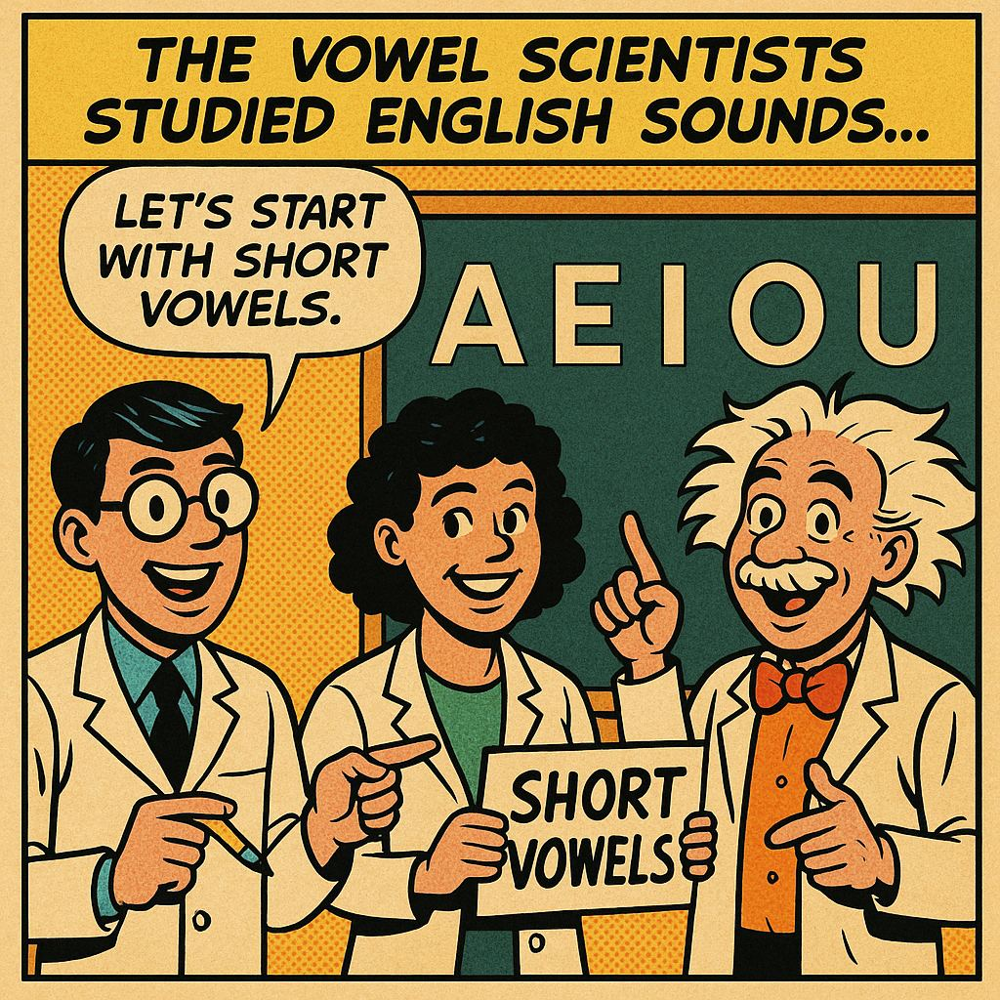 THE VOWEL SCIENTISTS
STUDIED ENGLISH SOUNDS...
LET'S START
WITH SHORT
VOWELS.
A E I O U
SHORT
VOWELS